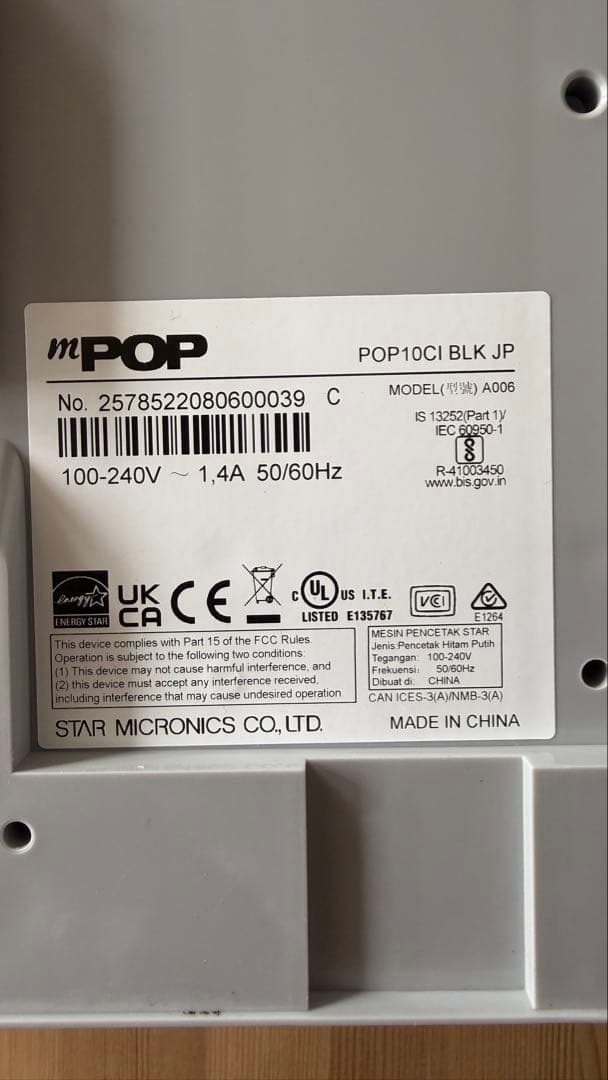 mPOP
POP10CI BLK JP
No. 2578522080600039 C
MODEL(型號) A006
100-240V ~ 1,4A 50/60Hz
IS 13252(Part 1)/
IEC 60950-1
R-41003450
www.bis.gov.in
energy
ENERGY STAR
UK
CA
CE
C UL US I.T.E.
LISTED E135767
VCI
E1264
This device complies with Part 15 of the FCC Rules.
Operation is subject to the following two conditions:
(1) This device may not cause harmful interference, and
(2) this device must accept any interference received,
including interference that may cause undesired operation
MESIN PENCETAK STAR
Jenis:Pencetak Hitam Putih
Tegangan: 100-240V
Frekuensi: 50/60Hz
Dibuat di: CHINA
CAN ICES-3(A)/NMB-3(A)
STAR MICRONICS CO., LTD.
MADE IN CHINA